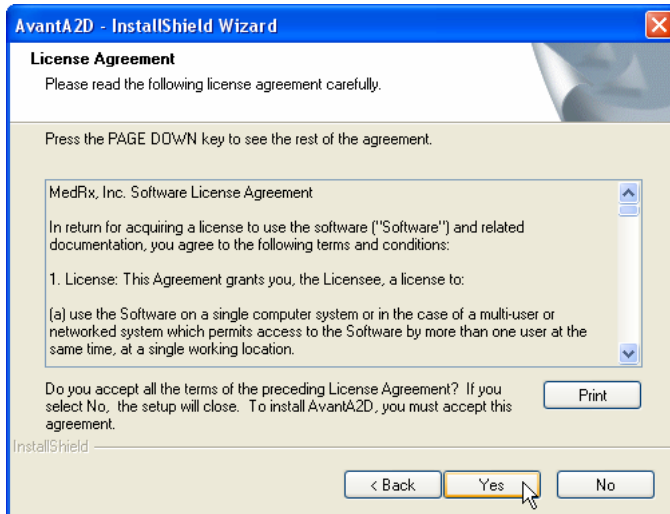 AvantA2D - InstallShield Wizard
License Agreement
Please read the following license agreement carefully.
Press the PAGE DOWN key to see the rest of the agreement.
MedRx, Inc. Software License Agreement
In return for acquiring a license to use the software ("Software") and related
documentation, you agree to the following terms and conditions:
1. License: This Agreement grants you, the Licensee, a license to:
(a) use the Software on a single computer system or in the case of a multi-user or
networked system which permits access to the Software by more than one user at the
same time, at a single working location.
Do you accept all the terms of the preceding License Agreement? If you
select No, the setup will close. To install AvantA2D, you must accept this
agreement.
Print
InstallShield
< Back Yes No